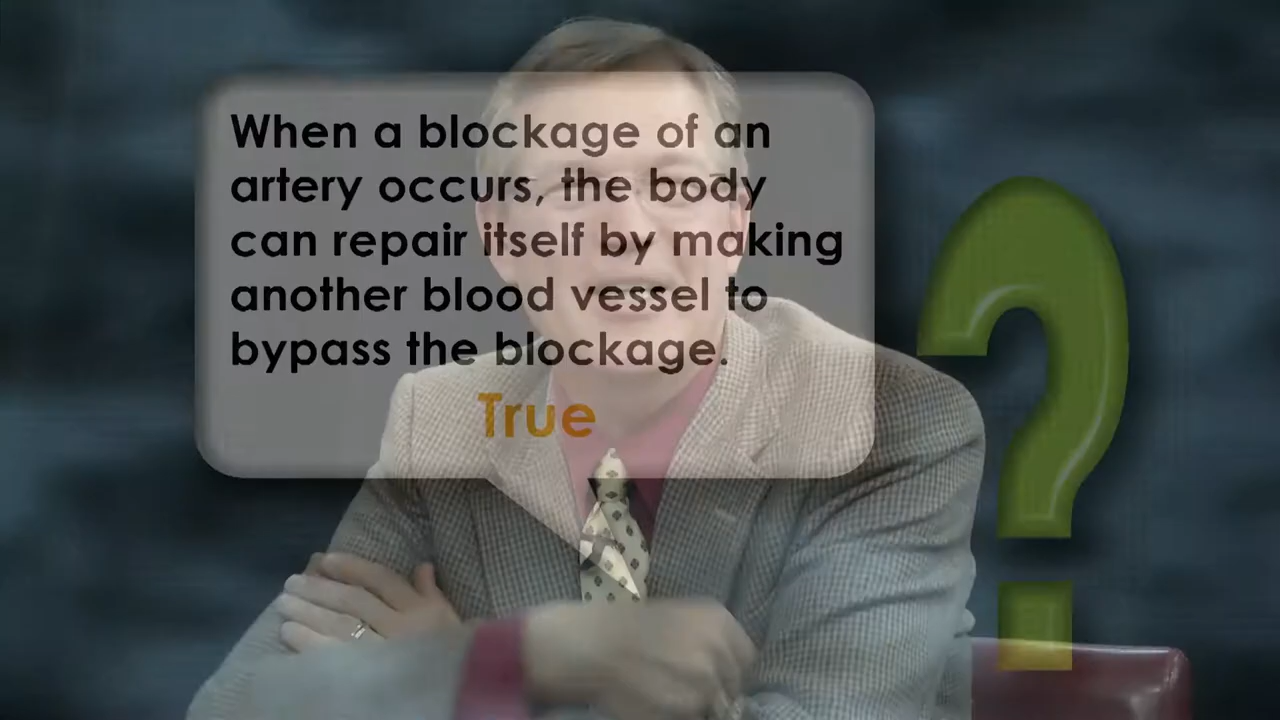 When a blockage of an
artery occurs, the body
can repair itself by making
another blood vessel to
bypass the blockage.
True
?